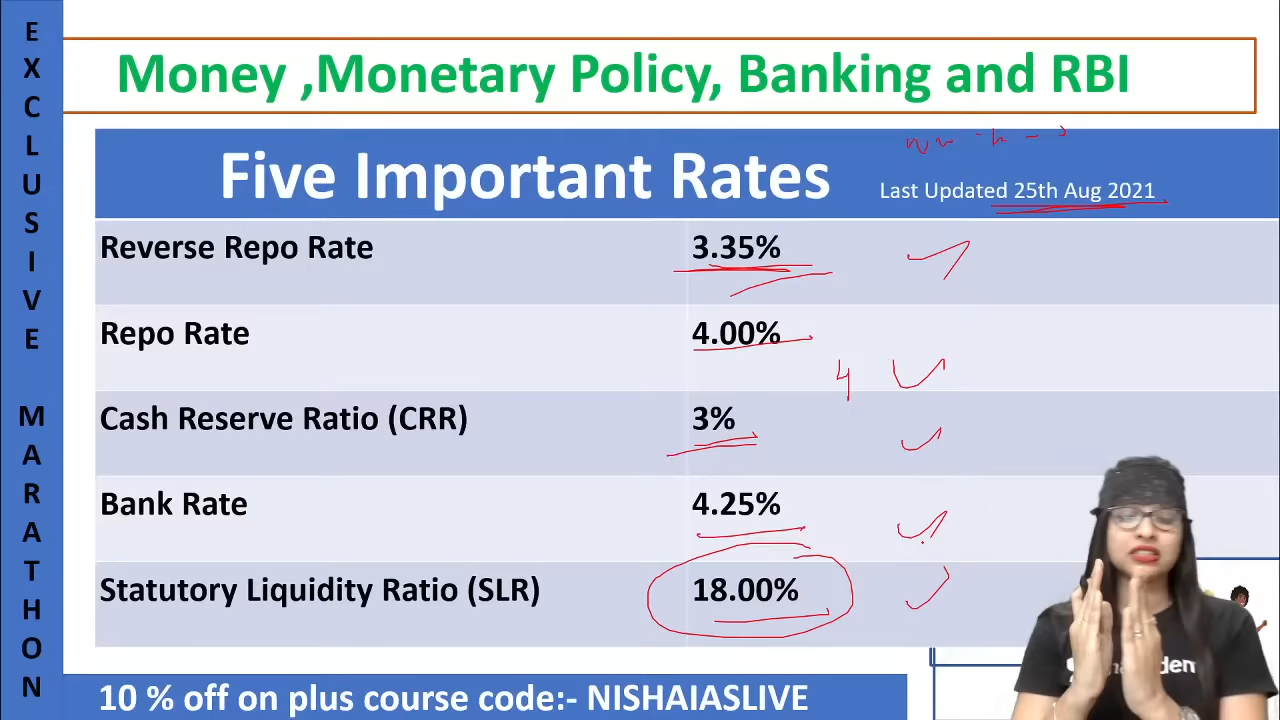 EXCLUSIVE MARATHON
Money ,Monetary Policy, Banking and RBI
Five Important Rates
Last Updated 25th Aug 2021
Reverse Repo Rate 3.35%
Repo Rate 4.00%
4
Cash Reserve Ratio (CRR) 3%
Bank Rate 4.25%
Statutory Liquidity Ratio (SLR) 18.00%
10 % off on plus course code:- NISHAIASLIVE